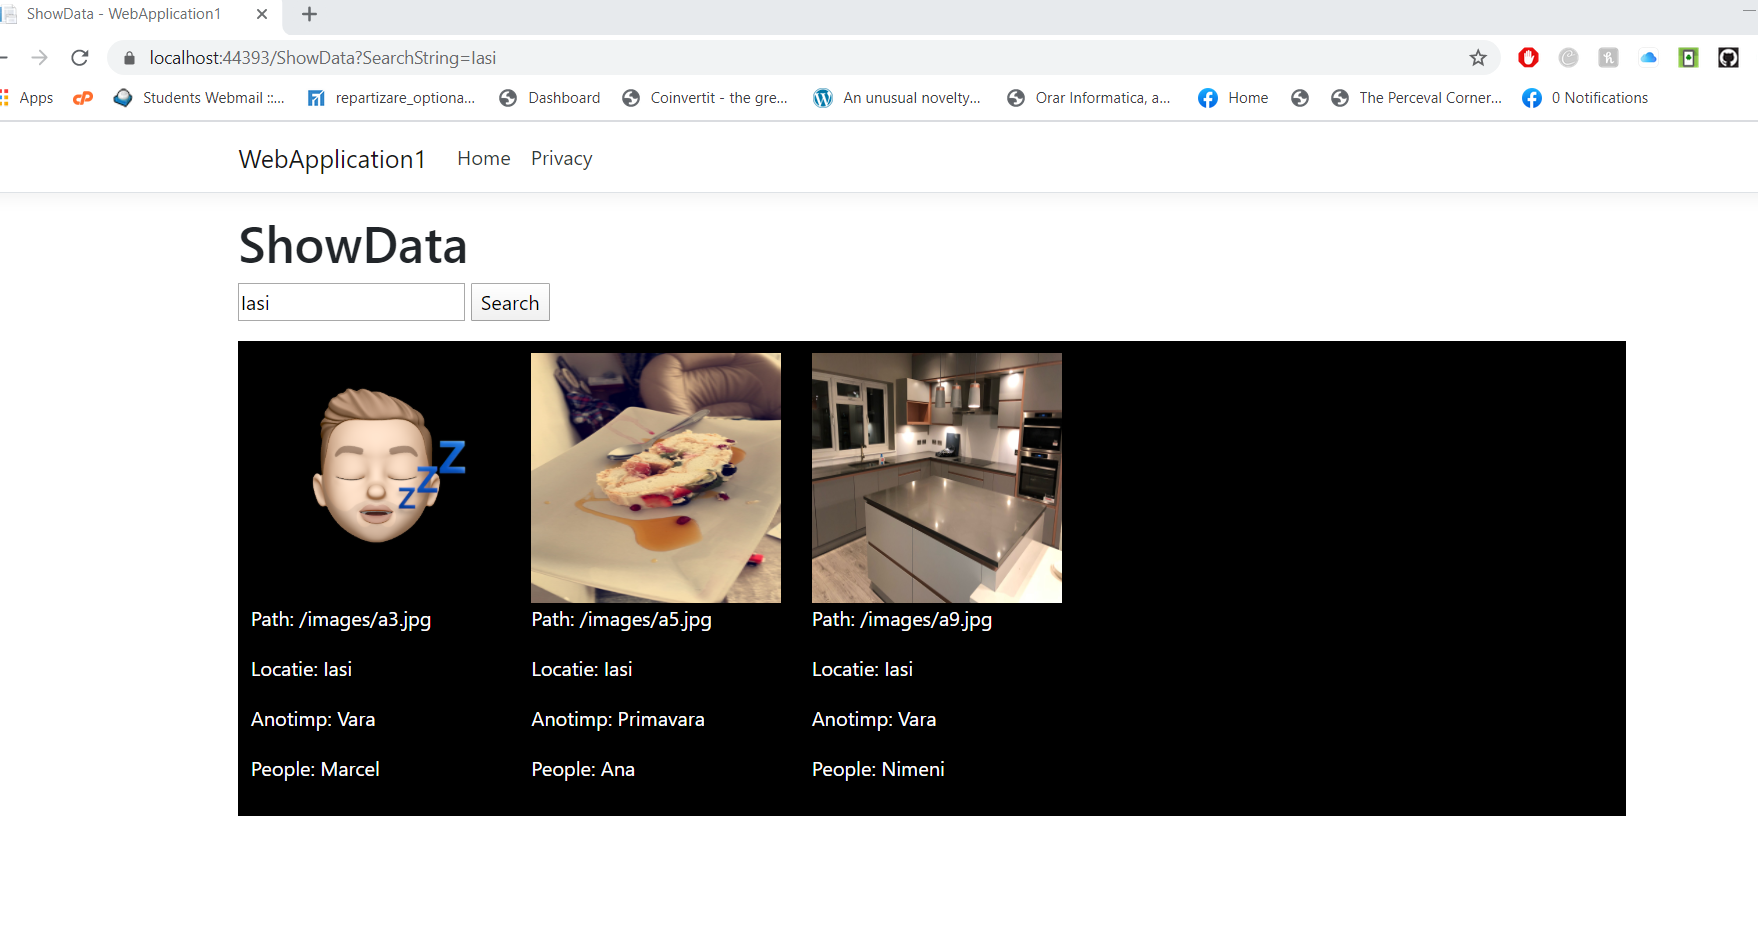 ShowData - WebApplication1
localhost:44393/ShowData?SearchString=Iasi
Apps Students Webmail ::... repartizare_optiona... Dashboard Coinvertit - the gre... An unusual novelty... Orar Informatica, a... Home The Perceval Corner... 0 Notifications
WebApplication1 Home Privacy
ShowData
Iasi Search
z z z
Path: /images/a3.jpg Path: /images/a5.jpg Path: /images/a9.jpg
Locatie: Iasi Locatie: Iasi Locatie: Iasi
Anotimp: Vara Anotimp: Primavara Anotimp: Vara
People: Marcel People: Ana People: Nimeni